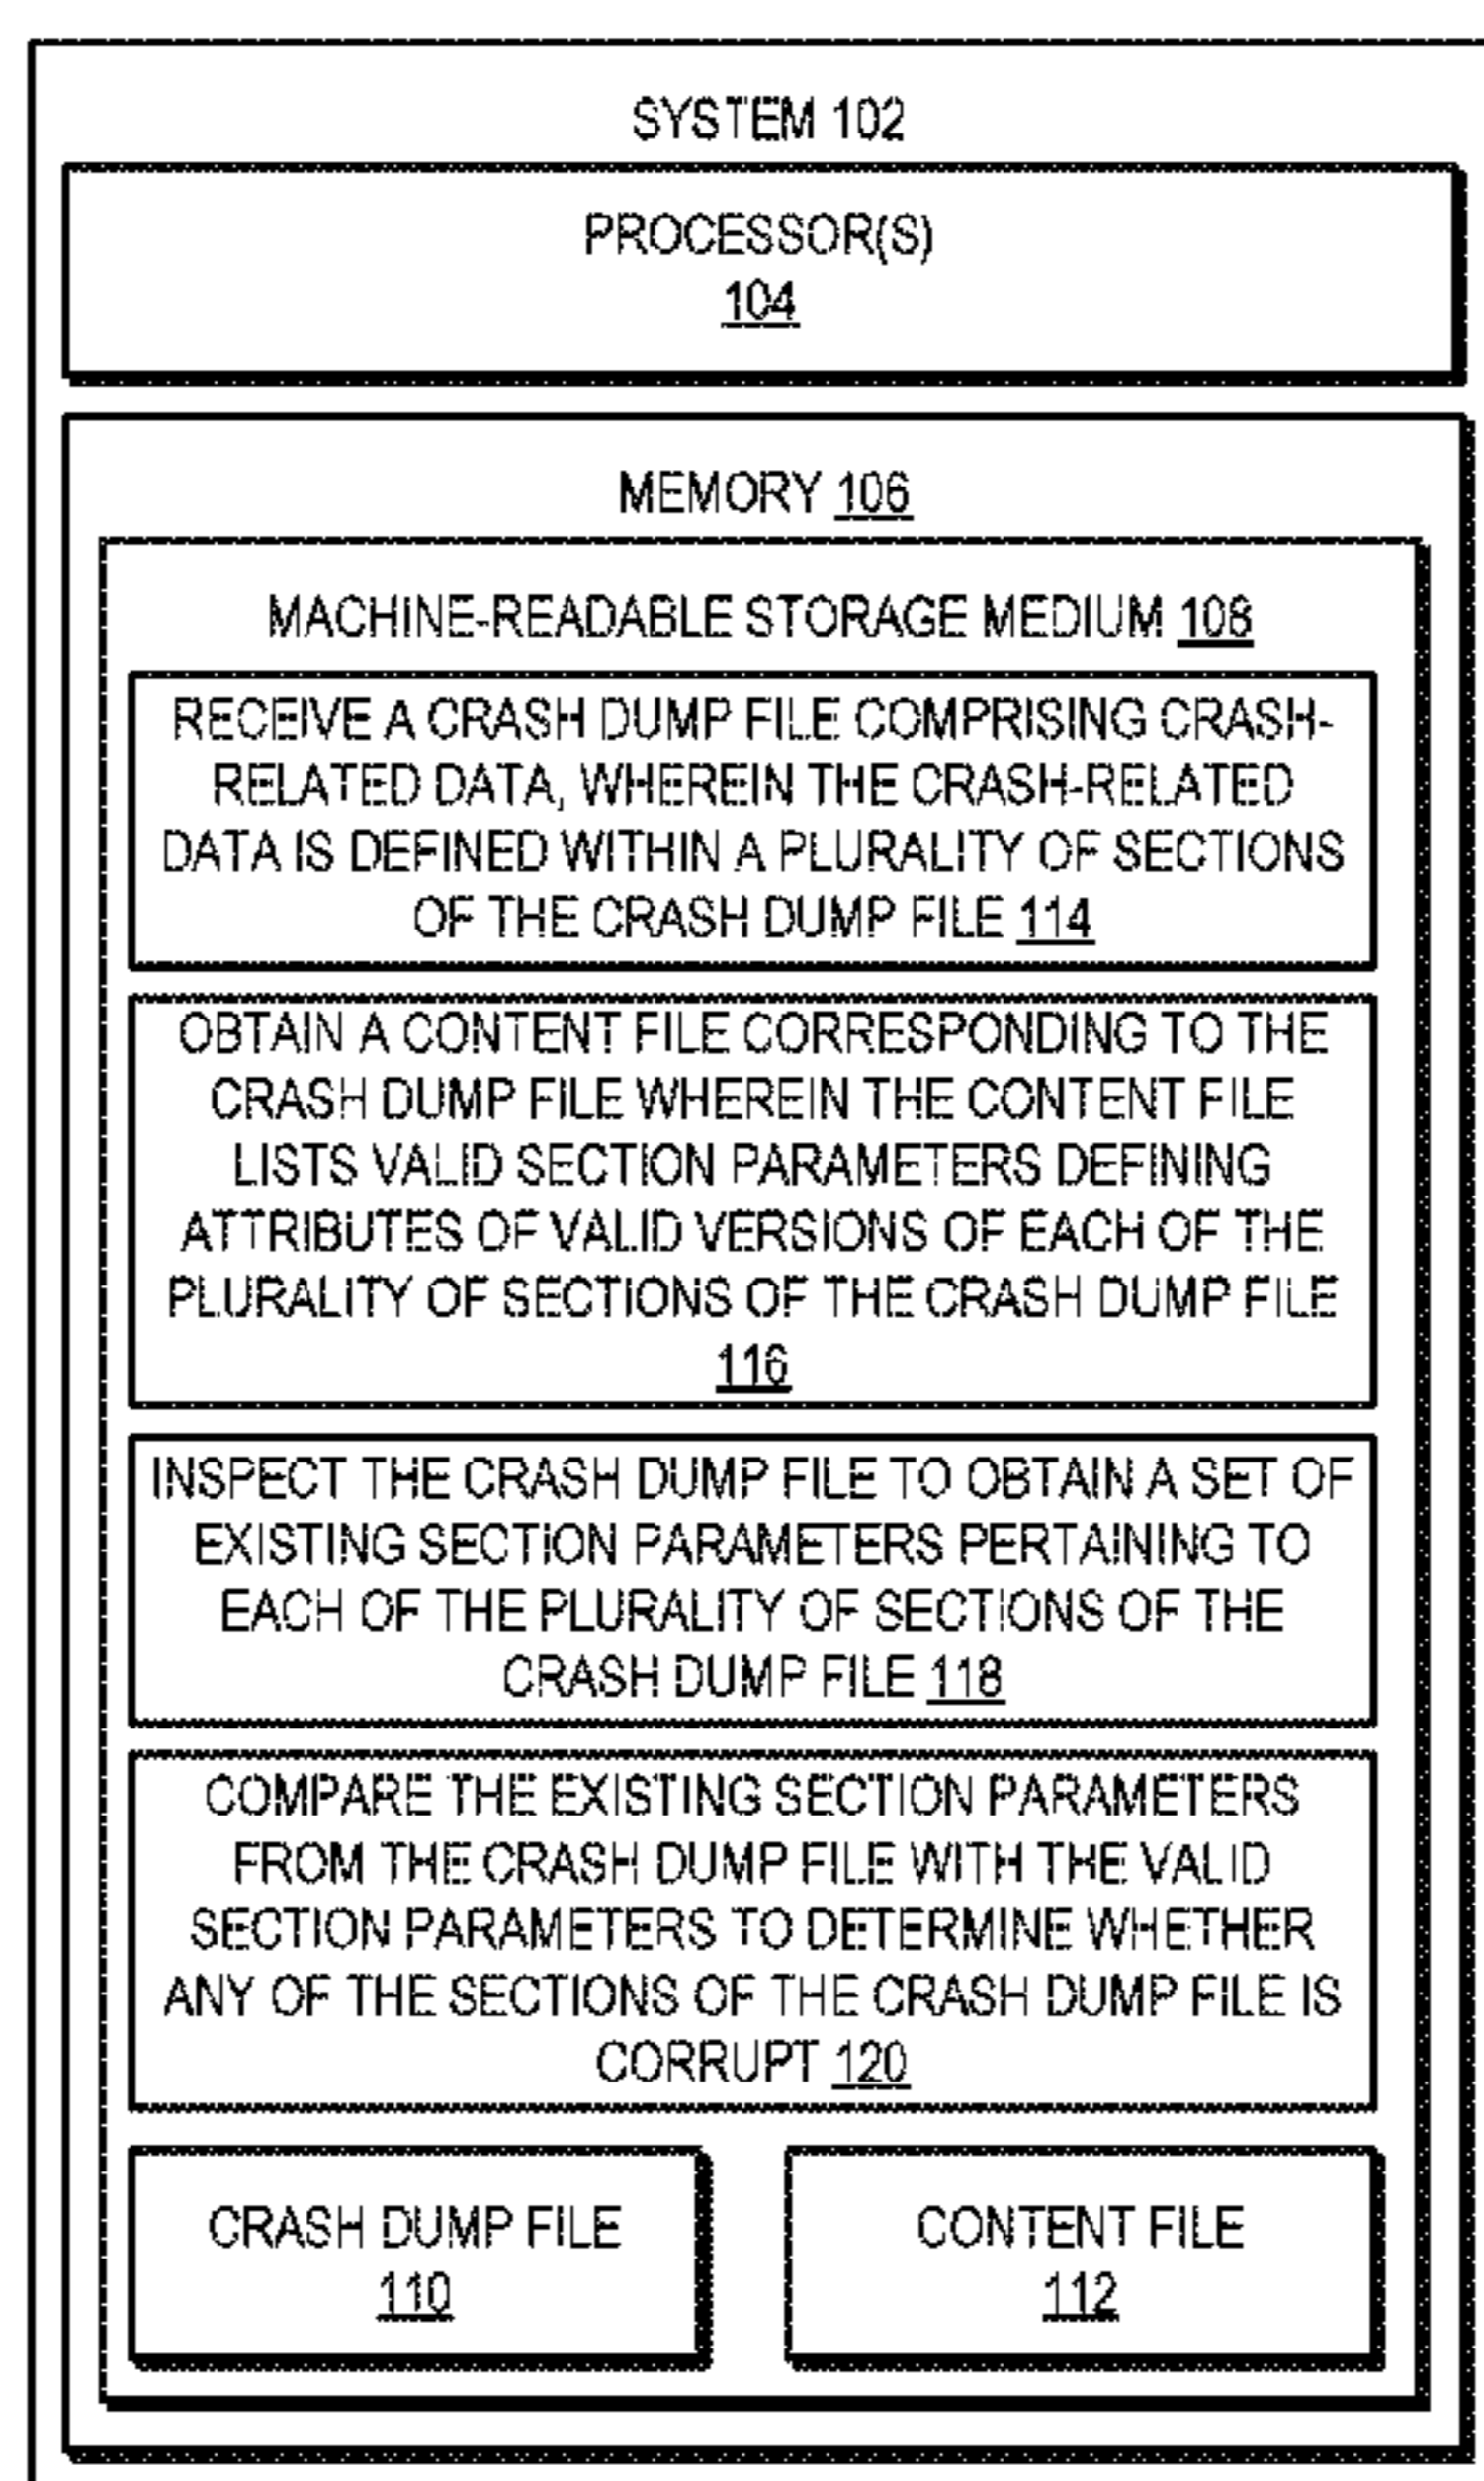 SYSTEM 102
PROCESSOR(S)
104
MEMORY 106
MACHINE-READABLE STORAGE MEDIUM 108
RECEIVE A CRASH DUMP FILE COMPRISING CRASH-
RELATED DATA, WHEREIN THE CRASH-RELATED
DATA IS DEFINED WITHIN A PLURALITY OF SECTIONS
OF THE CRASH DUMP FILE 114
OBTAIN A CONTENT FILE CORRESPONDING TO THE
CRASH DUMP FILE WHEREIN THE CONTENT FILE
LISTS VALID SECTION PARAMETERS DEFINING
ATTRIBUTES OF VALID VERSIONS OF EACH OF THE
PLURALITY OF SECTIONS OF THE CRASH DUMP FILE
116
INSPECT THE CRASH DUMP FILE TO OBTAIN A SET OF
EXISTING SECTION PARAMETERS PERTAINING TO
EACH OF THE PLURALITY OF SECTIONS OF THE
CRASH DUMP FILE 118
COMPARE THE EXISTING SECTION PARAMETERS
FROM THE CRASH DUMP FILE WITH THE VALID
SECTION PARAMETERS TO DETERMINE WHETHER
ANY OF THE SECTIONS OF THE CRASH DUMP FILE IS
CORRUPT 120
CRASH DUMP FILE
110
CONTENT FILE
112